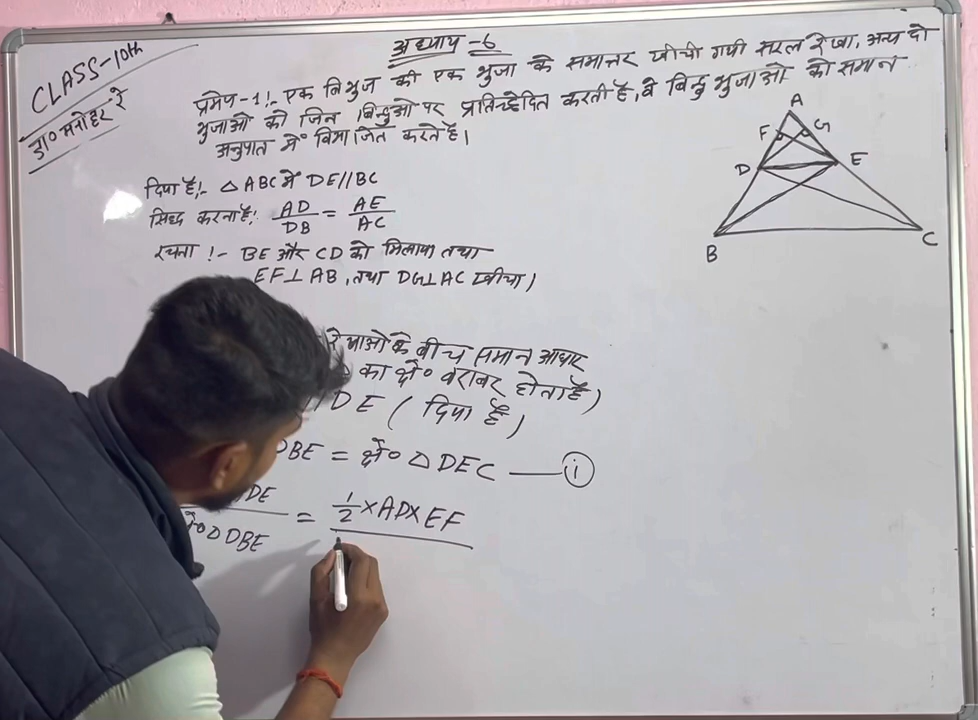 अध्याय - 6
CLASS-10th
डा० मनोहर रे
प्रमेय-1:- एक त्रिभुज की एक भुजा के समान्तर खीची गयी सरल रेखा, अन्य दो
भुजाओ को जिन बिन्दुओ पर प्रतिच्छेदित करती है, वे बिन्दु भुजाओ को समान
अनुपात में विभाजित करते है।
दिया है:- △ ABC में DE//BC
सिद्ध करना है: AD/DB = AE/AC
रचना :- BE और CD को मिलाया तथा
EF⊥AB, तथा DG⊥AC खीचा।
रेखाओ के बीच समान आधार
का क्षे० बराबर होता है)
//DE ( दिया है)
DBE = क्षे० △ DEC —— (i)
DE
△DBE = 1/2×AD×EF
A
F
G
D
E
B
C